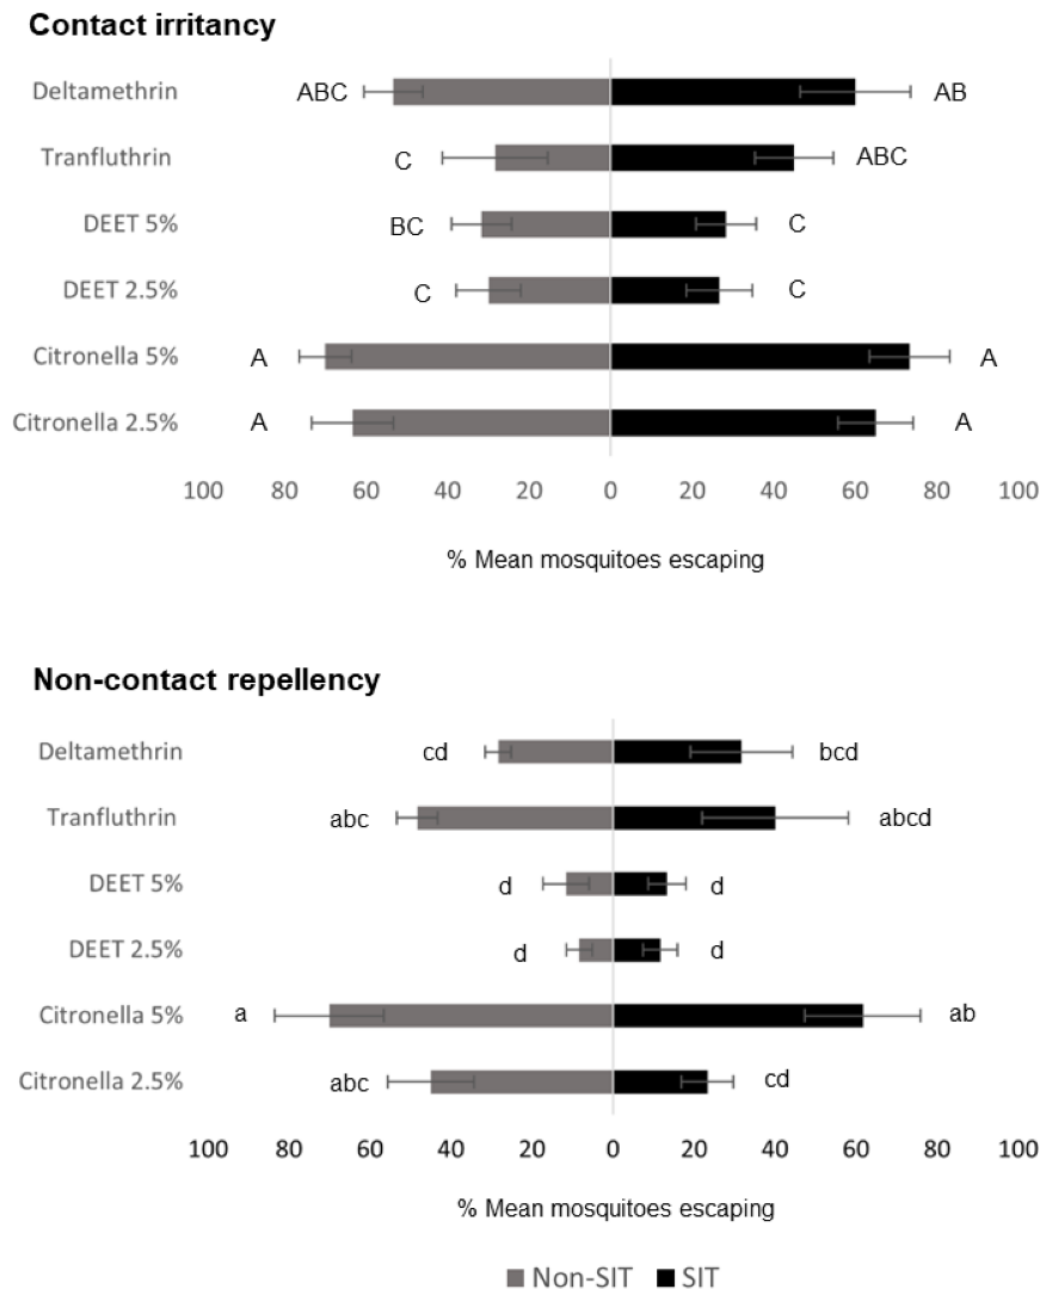 Contact irritancy
Deltamethrin ABC AB
Tranfluthrin C ABC
DEET 5% BC C
DEET 2.5% C C
Citronella 5% A A
Citronella 2.5% A A
100 80 60 40 20 0 20 40 60 80 100
% Mean mosquitoes escaping
Non-contact repellency
Deltamethrin cd bcd
Tranfluthrin abc abcd
DEET 5% d d
DEET 2.5% d d
Citronella 5% a ab
Citronella 2.5% abc cd
100 80 60 40 20 0 20 40 60 80 100
% Mean mosquitoes escaping
Non-SIT SIT